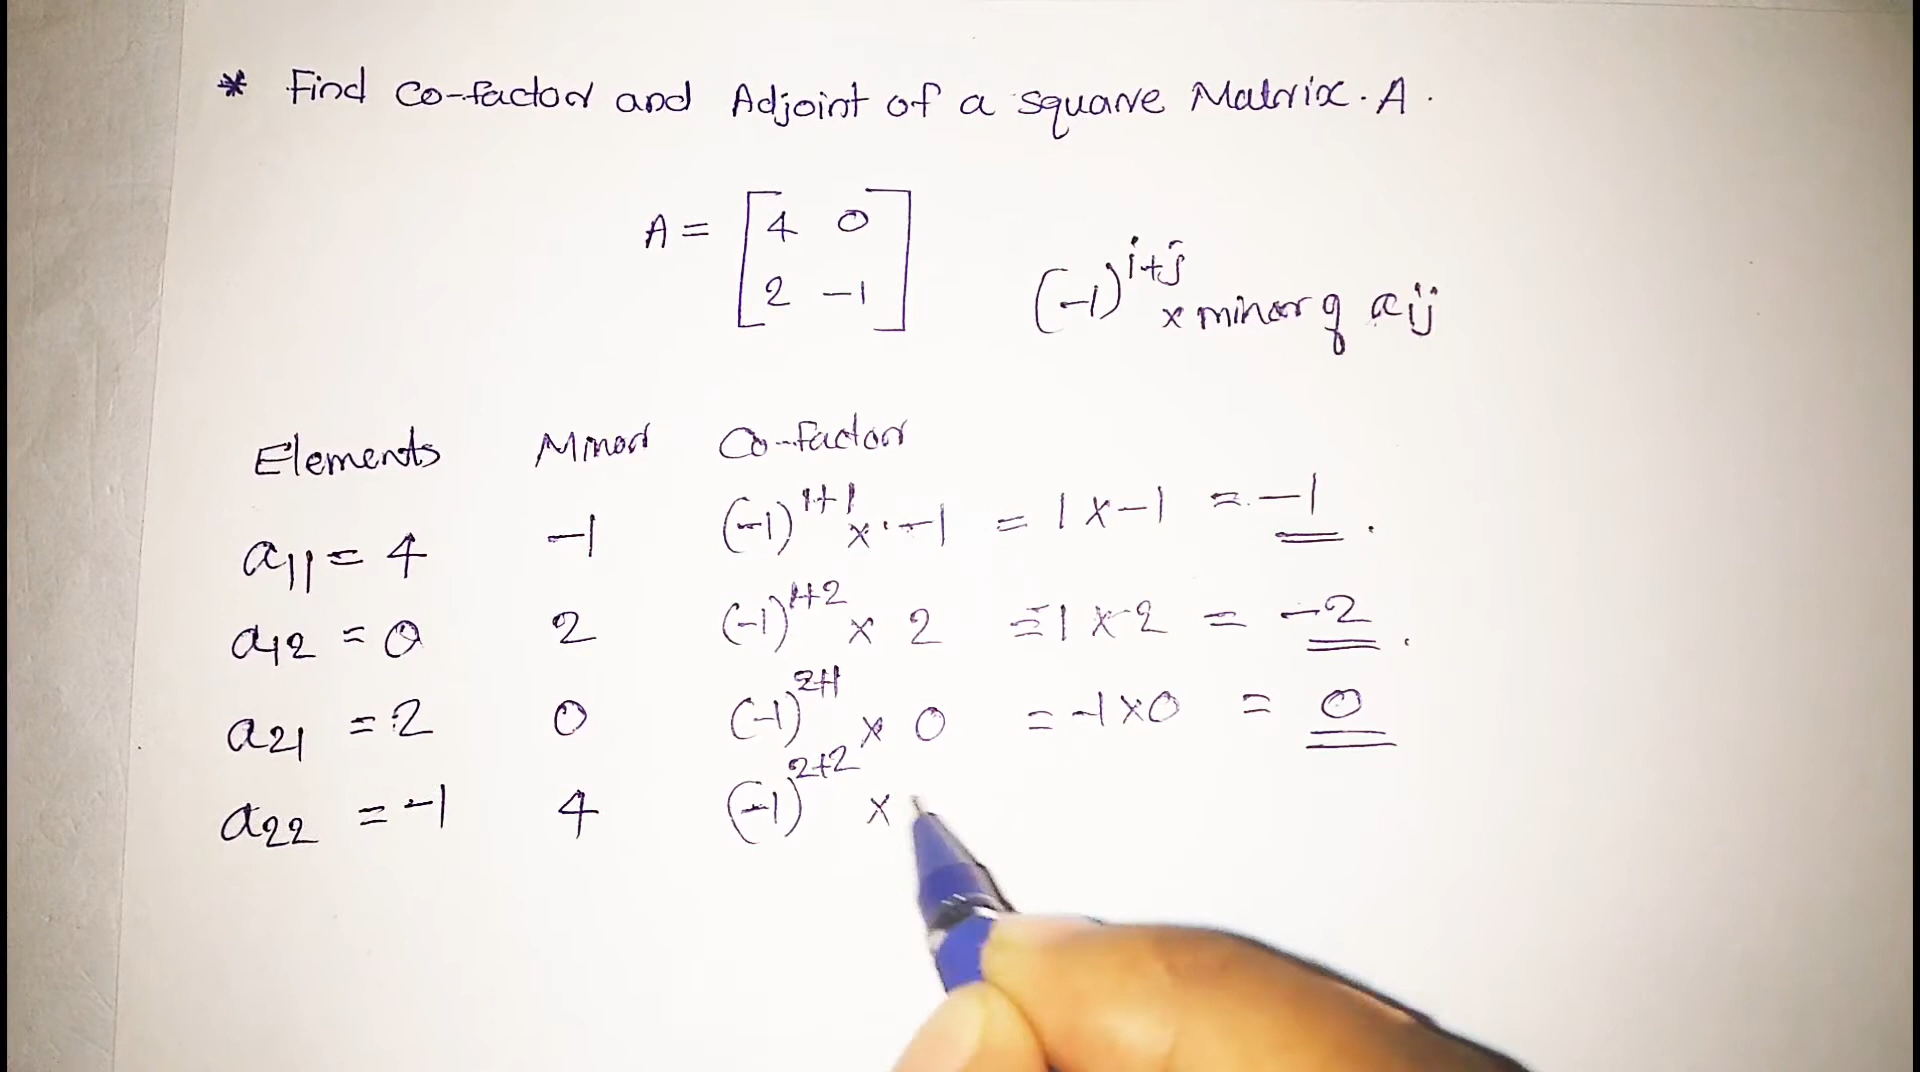 * Find Co-factor and Adjoint of a square Matrix. A.
A = [4 0
2 -1]
(-1)^i+j x minor of aij
Elements Minor Co-factor
a11 = 4 -1 (-1)^1+1 x -1 = 1 x -1 = -1
a12 = 0 2 (-1)^1+2 x 2 = -1 x 2 = -2
a21 = 2 0 (-1)^2+1 x 0 = -1 x 0 = 0
a22 = -1 4 (-1)^2+2 x